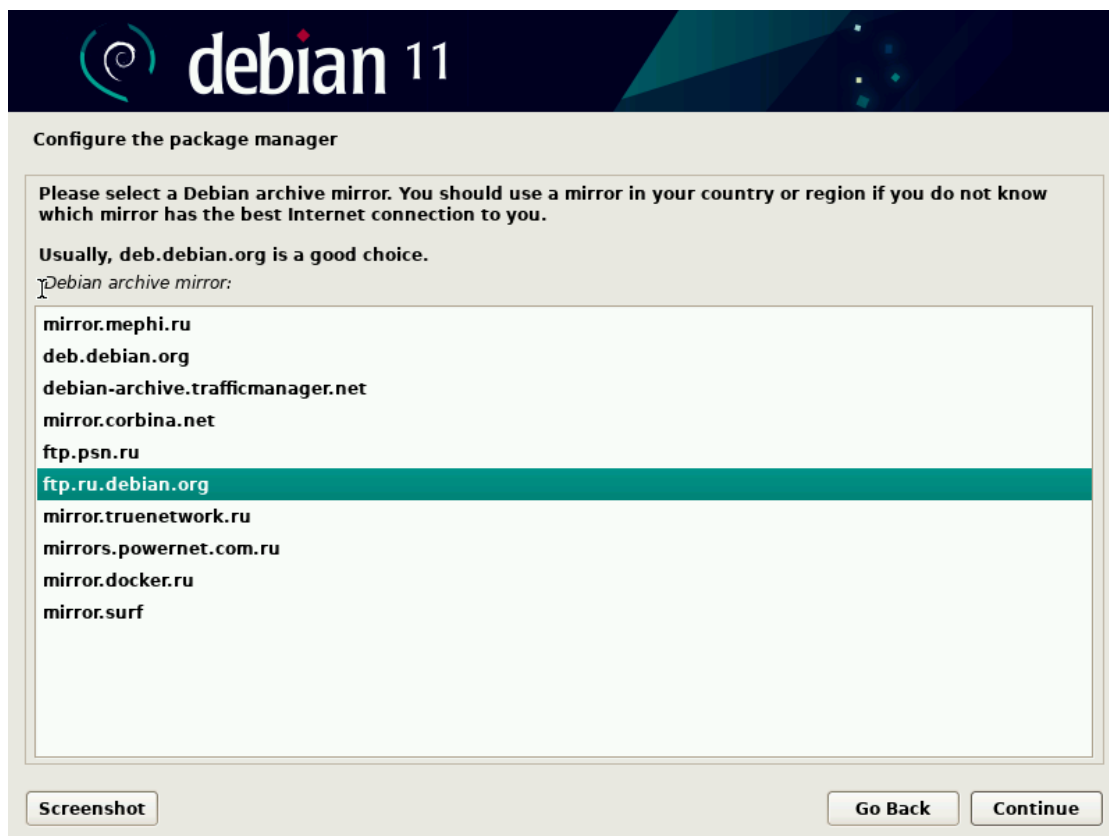 debian 11
Configure the package manager
Please select a Debian archive mirror. You should use a mirror in your country or region if you do not know
which mirror has the best Internet connection to you.
Usually, deb.debian.org is a good choice.
Debian archive mirror:
mirror.mephi.ru
deb.debian.org
debian-archive.trafficmanager.net
mirror.corbina.net
ftp.psn.ru
ftp.ru.debian.org
mirror.truenetwork.ru
mirrors.powernet.com.ru
mirror.docker.ru
mirror.surf
Screenshot Go Back Continue